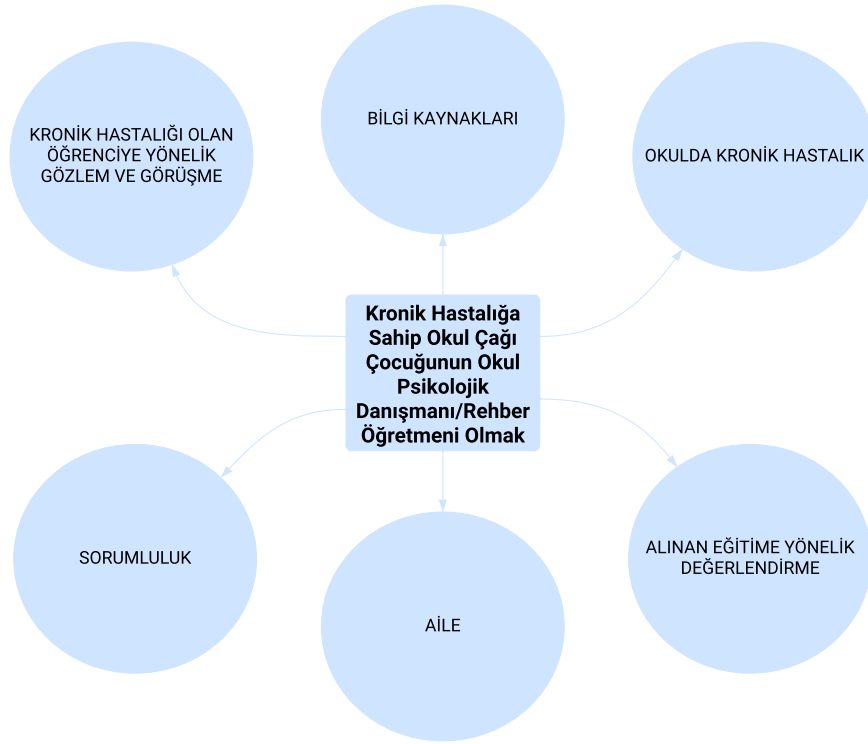 BİLGİ KAYNAKLARI
KRONİK HASTALIĞI OLAN
ÖĞRENCİYE YÖNELİK
GÖZLEM VE GÖRÜŞME
OKULDA KRONİK HASTALIK
Kronik Hastalığa
Sahip Okul Çağı
Çocuğunun Okul
Psikolojik
Danışmanı/Rehber
Öğretmeni Olmak
SORUMLULUK
ALINAN EĞİTİME YÖNELİK
DEĞERLENDİRME
AİLE